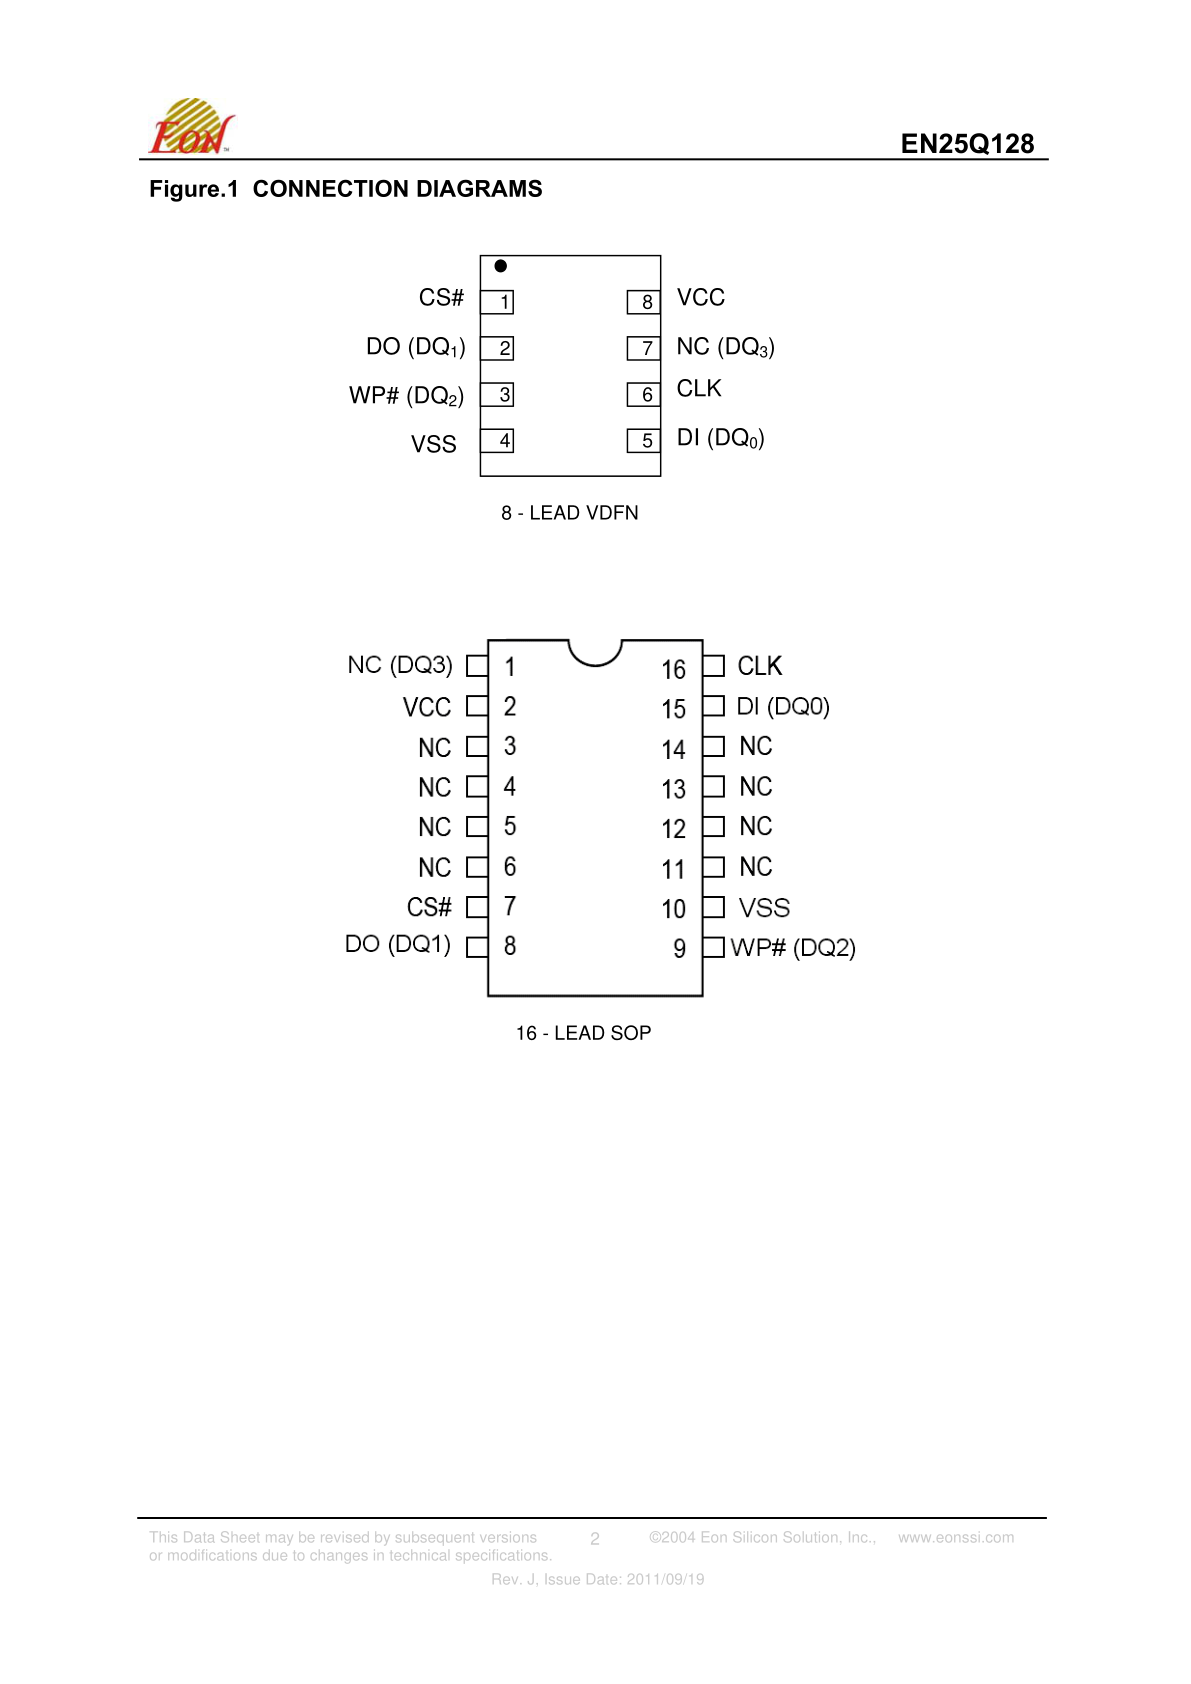 Eon™
EN25Q128
Figure.1 CONNECTION DIAGRAMS
CS# 1 8 VCC
DO (DQ₁) 2 7 NC (DQ₃)
WP# (DQ₂) 3 6 CLK
VSS 4 5 DI (DQ₀)
8 - LEAD VDFN
NC (DQ3) 1 16 CLK
VCC 2 15 DI (DQ0)
NC 3 14 NC
NC 4 13 NC
NC 5 12 NC
NC 6 11 NC
CS# 7 10 VSS
DO (DQ1) 8 9 WP# (DQ2)
16 - LEAD SOP
This Data Sheet may be revised by subsequent versions 2 ©2004 Eon Silicon Solution, Inc., www.eonssi.com
or modifications due to changes in technical specifications.
Rev. J, Issue Date: 2011/09/19